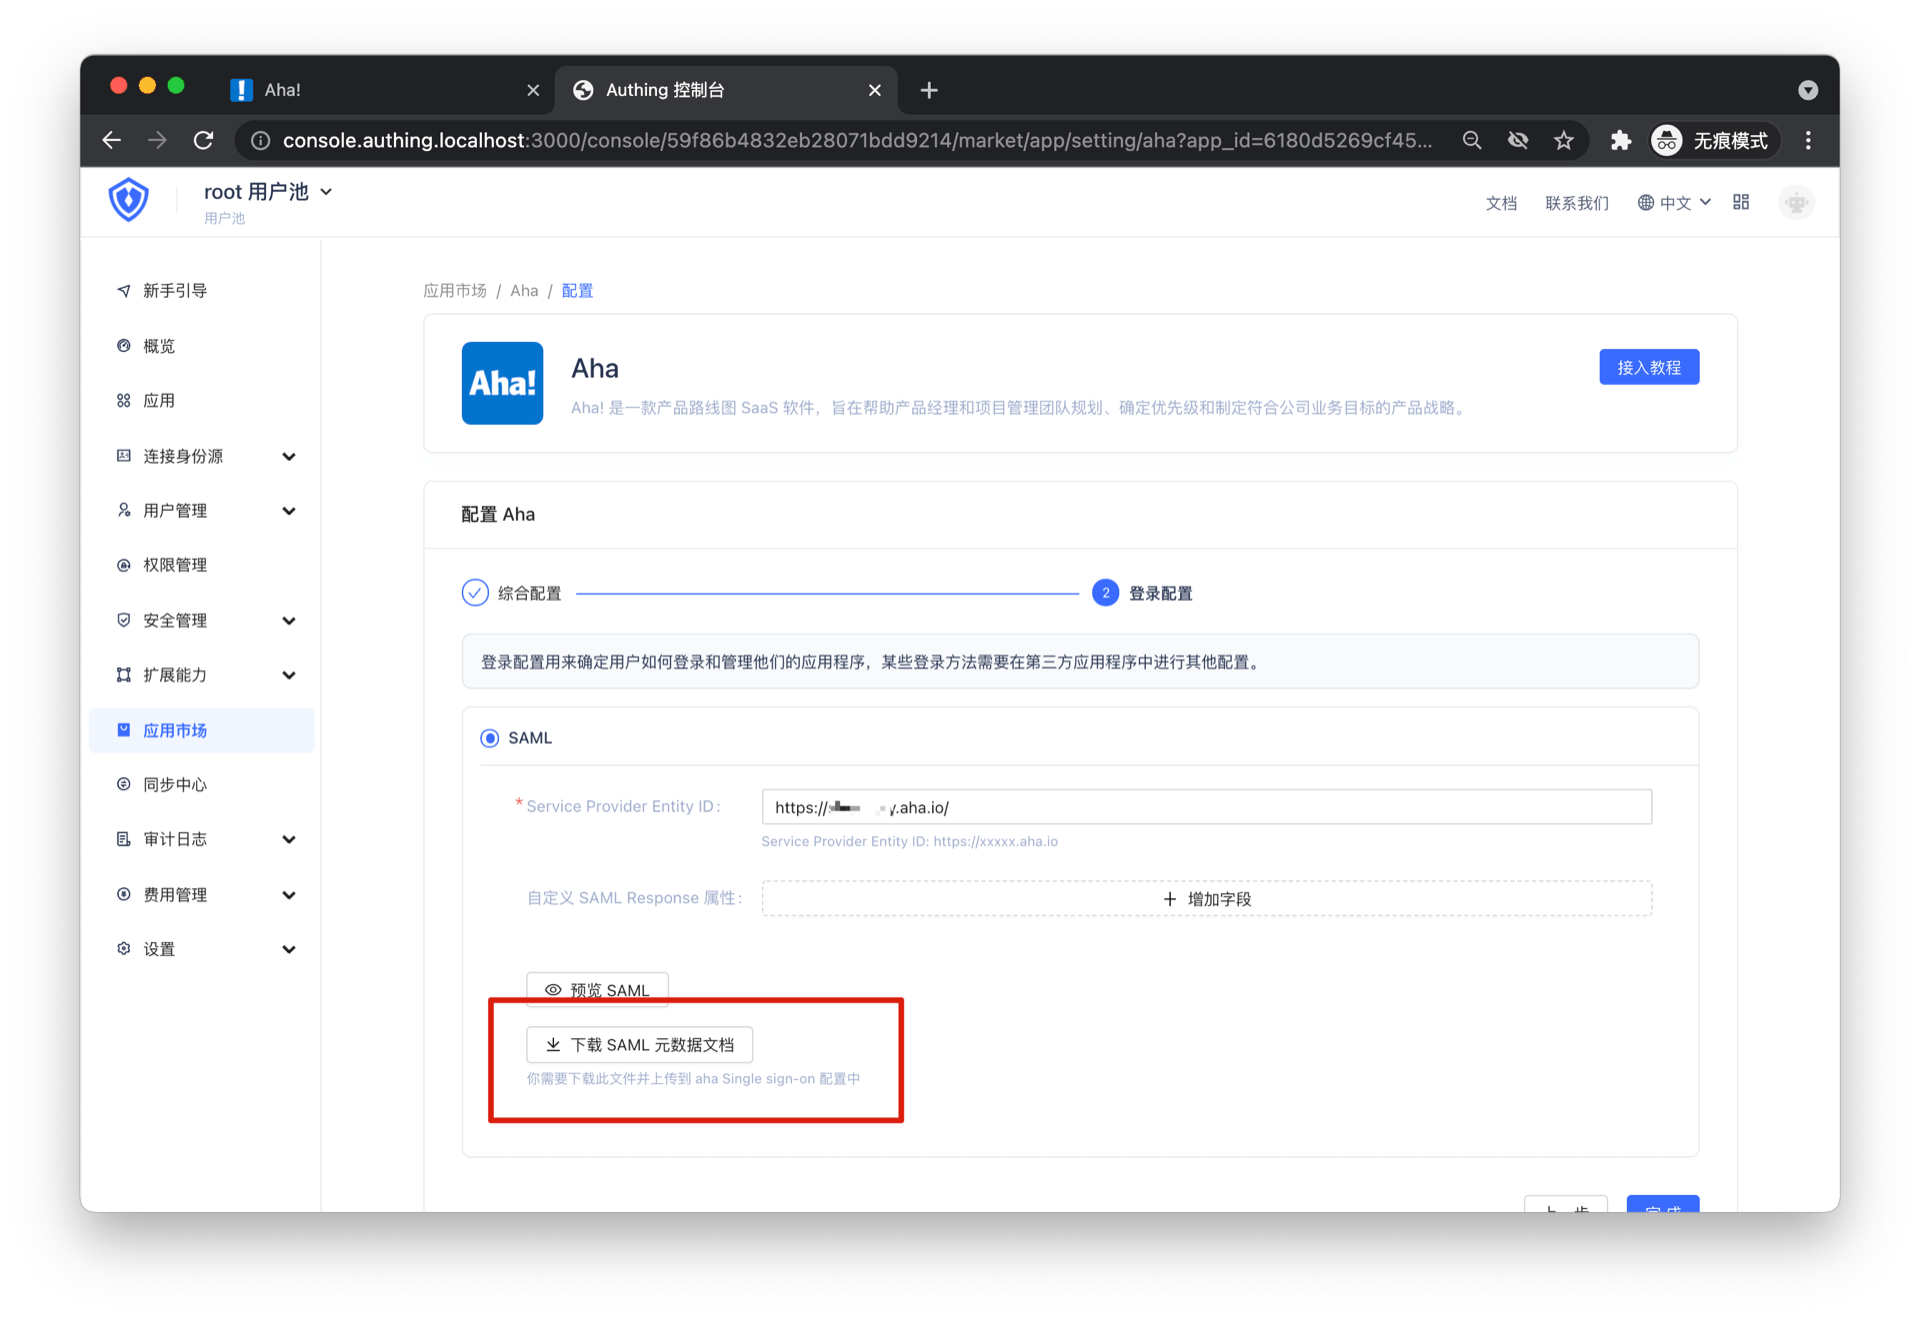 Aha!
Authing 控制台
console.authing.localhost:3000/console/59f86b4832eb28071bdd9214/market/app/setting/aha?app_id=6180d5269cf45...
无痕模式
root 用户池
用户池
文档
联系我们
中文
新手引导
概览
应用
连接身份源
用户管理
权限管理
安全管理
扩展能力
应用市场
同步中心
审计日志
费用管理
设置
应用市场 / Aha / 配置
Aha!
Aha
接入教程
Aha! 是一款产品路线图 SaaS 软件，旨在帮助产品经理和项目管理团队规划、确定优先级和制定符合公司业务目标的产品战略。
配置 Aha
综合配置
2 登录配置
登录配置用来确定用户如何登录和管理他们的应用程序，某些登录方法需要在第三方应用程序中进行其他配置。
SAML
* Service Provider Entity ID:
https:// y.aha.io/
Service Provider Entity ID: https://xxxxx.aha.io
自定义 SAML Response 属性:
+ 增加字段
预览 SAML
下载 SAML 元数据文档
你需要下载此文件并上传到 aha Single sign-on 配置中
上一步
完成